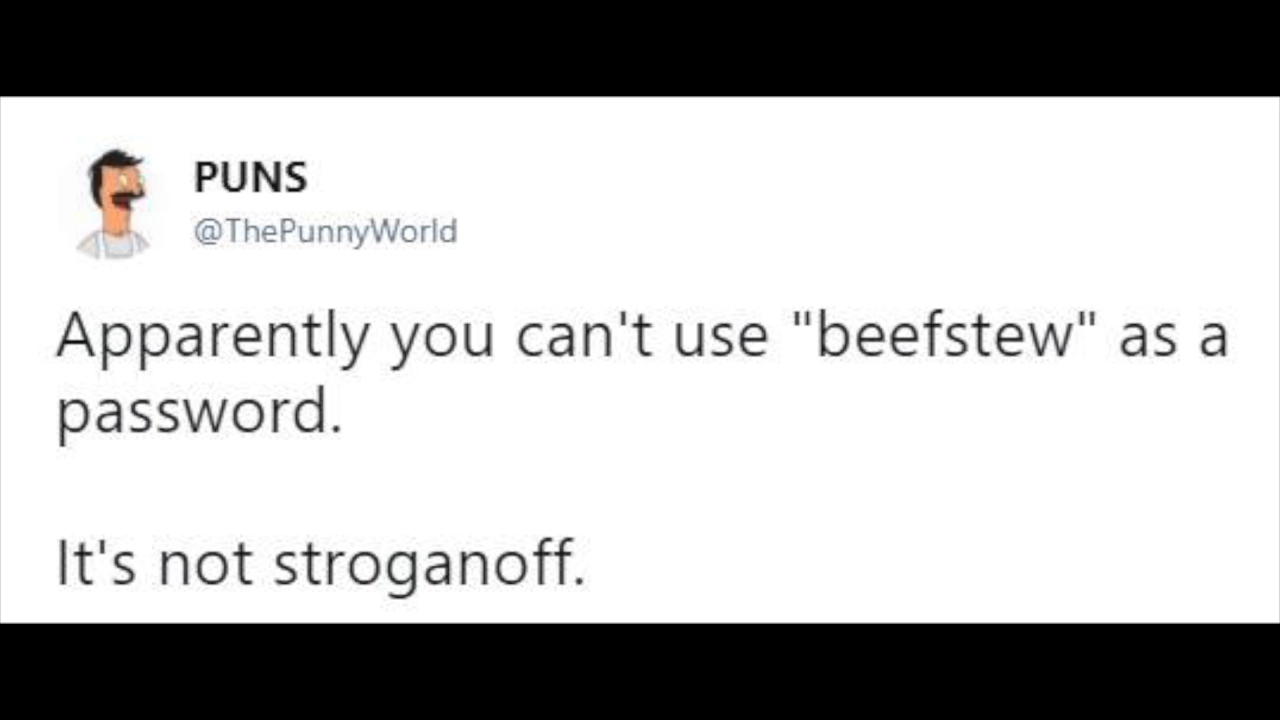 PUNS
@ThePunnyWorld
Apparently you can't use "beefstew" as a
password.
It's not stroganoff.